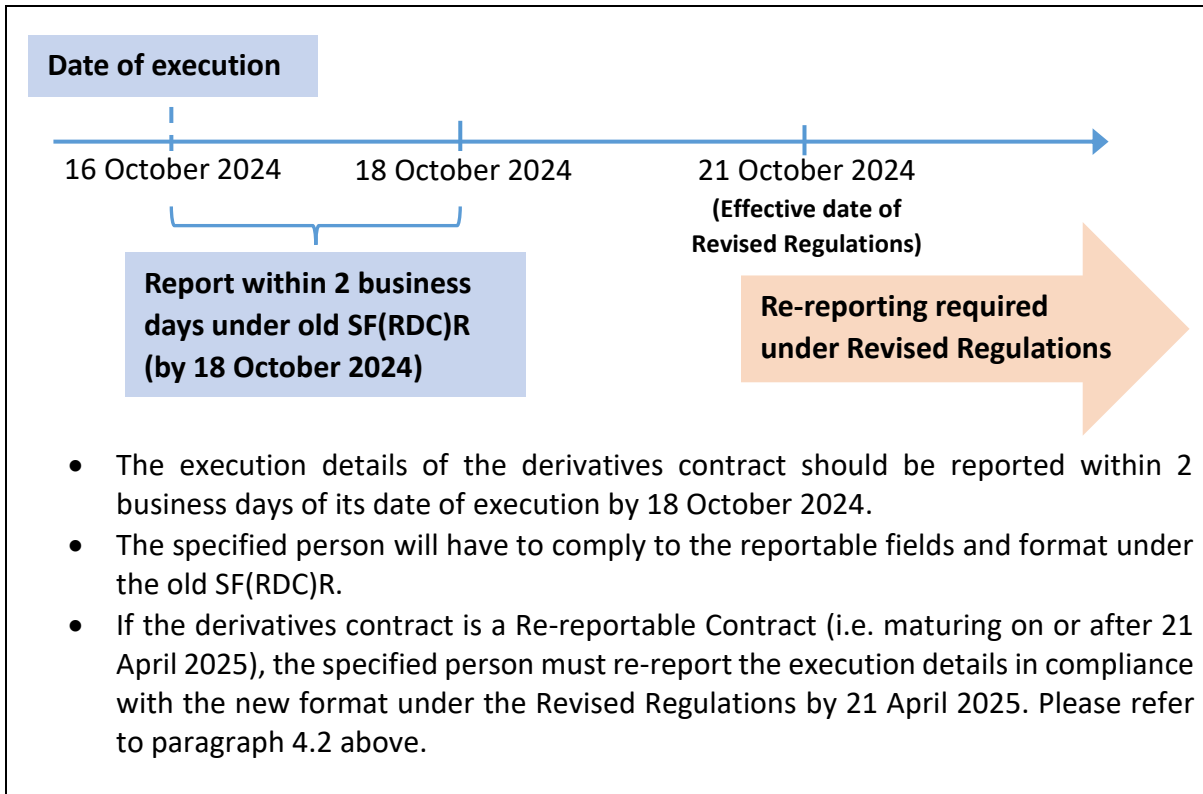 Date of execution
16 October 2024
18 October 2024
21 October 2024
(Effective date of
Revised Regulations)
Report within 2 business
days under old SF(RDC)R
(by 18 October 2024)
Re-reporting required
under Revised Regulations
• The execution details of the derivatives contract should be reported within 2
business days of its date of execution by 18 October 2024.
• The specified person will have to comply to the reportable fields and format under
the old SF(RDC)R.
• If the derivatives contract is a Re-reportable Contract (i.e. maturing on or after 21
April 2025), the specified person must re-report the execution details in compliance
with the new format under the Revised Regulations by 21 April 2025. Please refer
to paragraph 4.2 above.